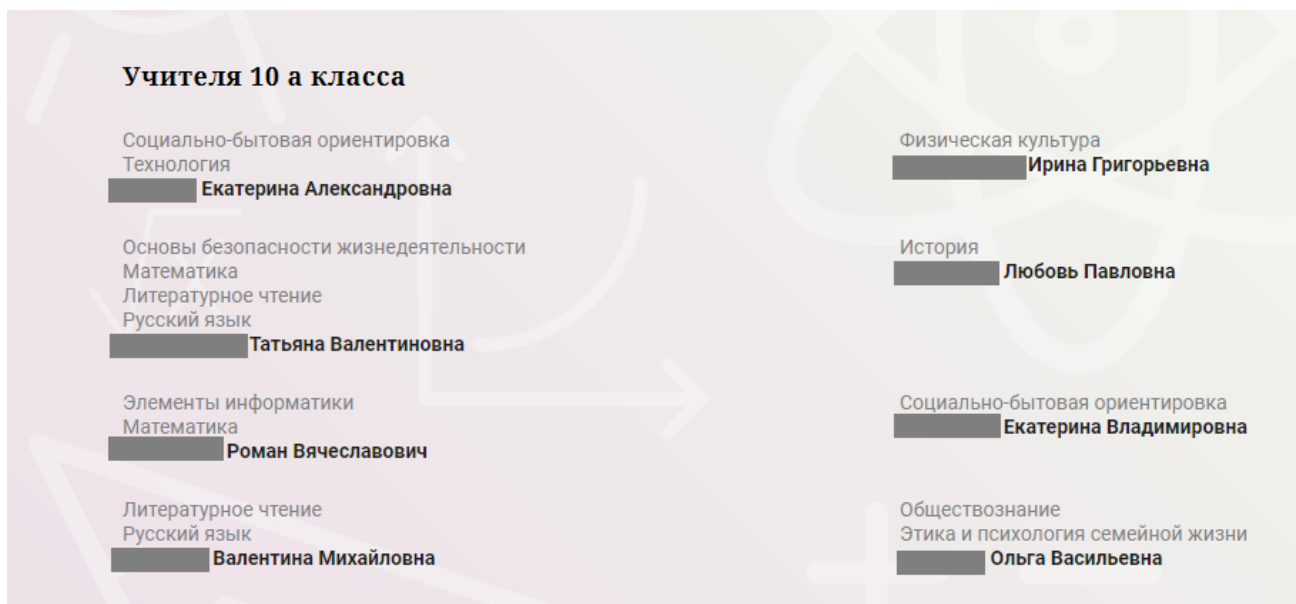 Учителя 10 а класса
Социально-бытовая ориентировка
Технология
Екатерина Александровна
Физическая культура
Ирина Григорьевна
Основы безопасности жизнедеятельности
Математика
Литературное чтение
Русский язык
Татьяна Валентиновна
История
Любовь Павловна
Элементы информатики
Математика
Роман Вячеславович
Социально-бытовая ориентировка
Екатерина Владимировна
Литературное чтение
Русский язык
Валентина Михайловна
Обществознание
Этика и психология семейной жизни
Ольга Васильевна